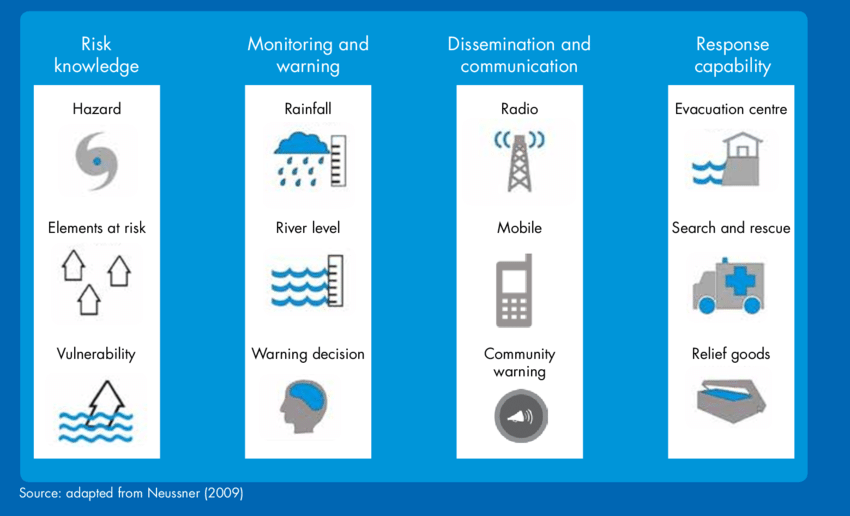 Risk
knowledge
Hazard
Elements at risk
Vulnerability
Monitoring and
warning
Rainfall
River level
Warning decision
Dissemination and
communication
Radio
Mobile
Community
warning
Response
capability
Evacuation centre
Search and rescue
Relief goods
Source: adapted from Neussner (2009)